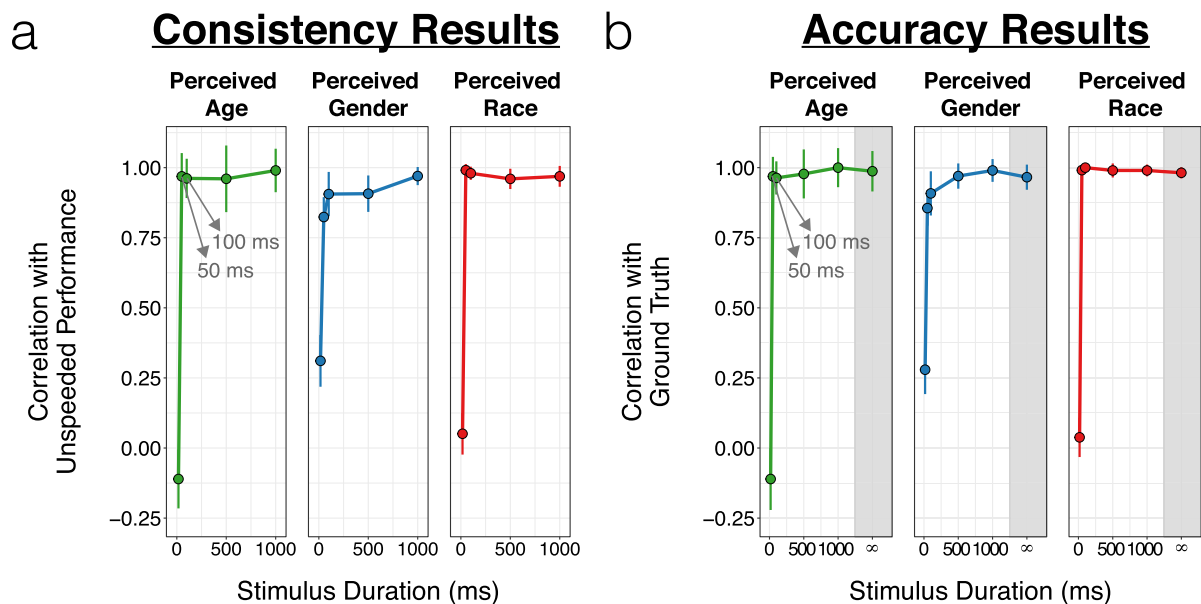 a
Consistency Results
Perceived
Age
Perceived
Gender
Perceived
Race
Correlation with
Unspeeded Performance
1.00
0.75
0.50
0.25
0.00
−0.25
100 ms
50 ms
0 500 1000
0 500 1000
0 500 1000
Stimulus Duration (ms)
b
Accuracy Results
Perceived
Age
Perceived
Gender
Perceived
Race
Correlation with
Ground Truth
1.00
0.75
0.50
0.25
0.00
−0.25
100 ms
50 ms
0 500 1000 ∞
0 500 1000 ∞
0 500 1000 ∞
Stimulus Duration (ms)